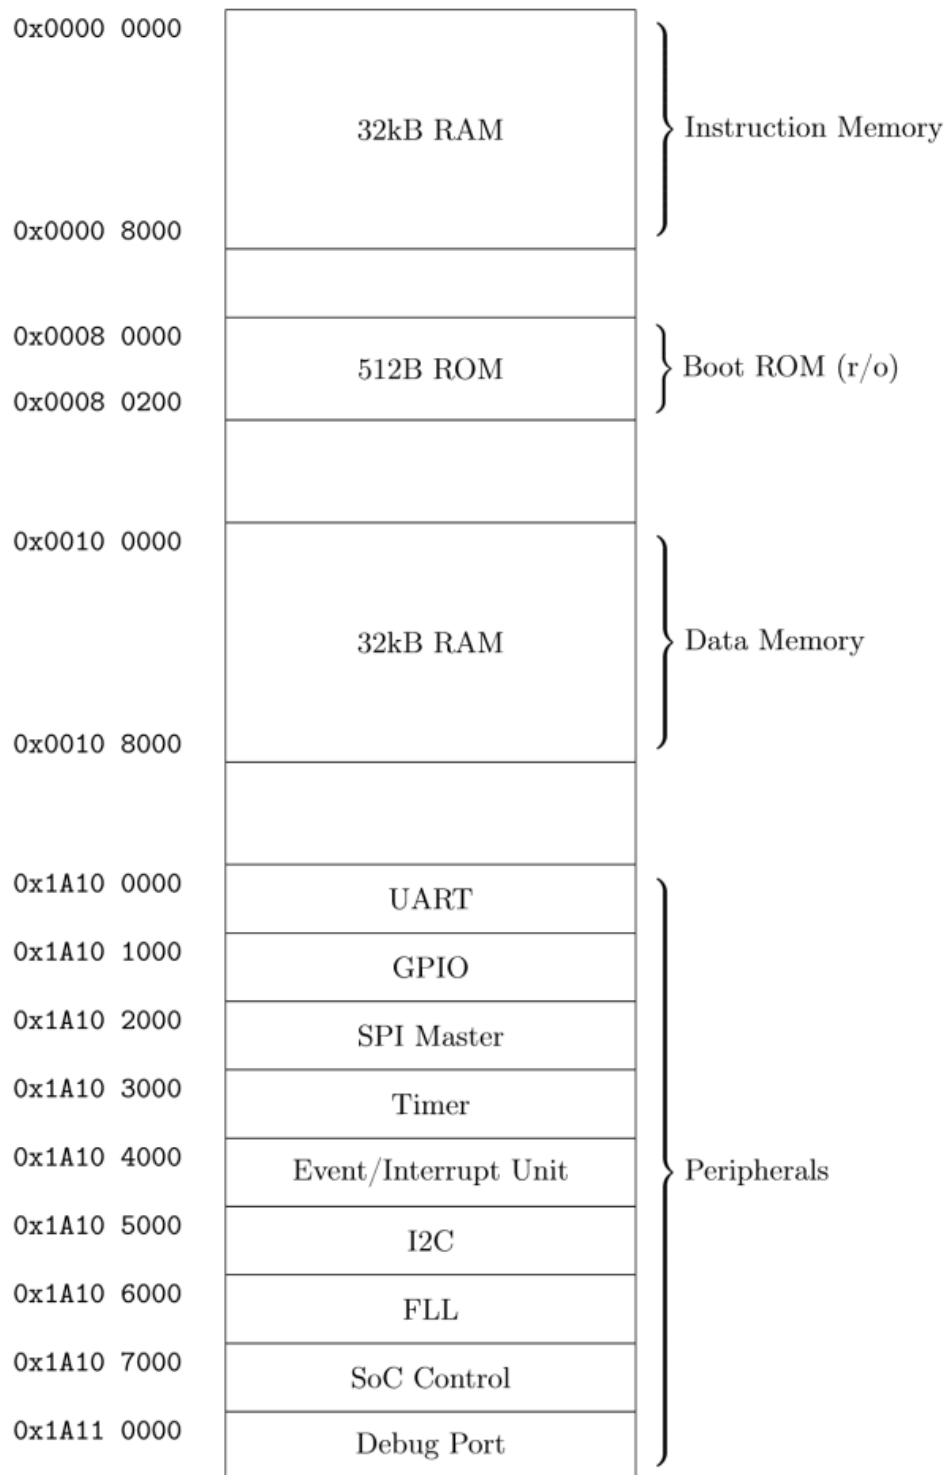 0x0000 0000
32kB RAM
Instruction Memory
0x0000 8000
0x0008 0000
512B ROM
Boot ROM (r/o)
0x0008 0200
0x0010 0000
32kB RAM
Data Memory
0x0010 8000
0x1A10 0000
UART
0x1A10 1000
GPIO
0x1A10 2000
SPI Master
0x1A10 3000
Timer
0x1A10 4000
Event/Interrupt Unit
Peripherals
0x1A10 5000
I2C
0x1A10 6000
FLL
0x1A10 7000
SoC Control
0x1A11 0000
Debug Port